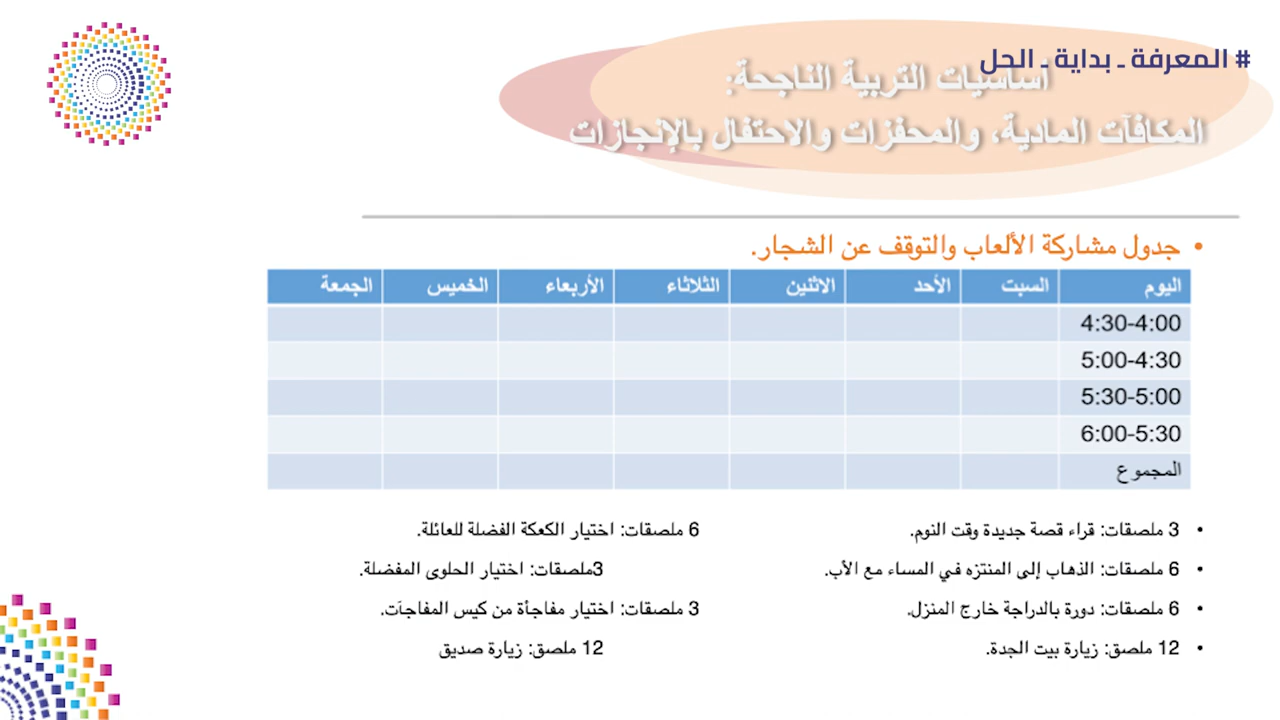 # المعرفة ـ بداية ـ الحل
أساسيات التربية الناجحة:
المكافآت المادية، والمحفزات والاحتفال بالإنجازات
• جدول مشاركة الألعاب والتوقف عن الشجار.
اليوم السبت الأحد الاثنين الثلاثاء الأربعاء الخميس الجمعة
4:30-4:00
5:00-4:30
5:30-5:00
6:00-5:30
المجموع
• 3 ملصقات: قراء قصة جديدة وقت النوم. 6 ملصقات: اختيار الكعكة الفضلة للعائلة.
• 6 ملصقات: الذهاب إلى المنتزه في المساء مع الأب. 3ملصقات: اختيار الحلوى المفضلة.
• 6 ملصقات: دورة بالدراجة خارج المنزل. 3 ملصقات: اختيار مفاجأة من كيس المفاجآت.
• 12 ملصق: زيارة بيت الجدة. 12 ملصق: زيارة صديق